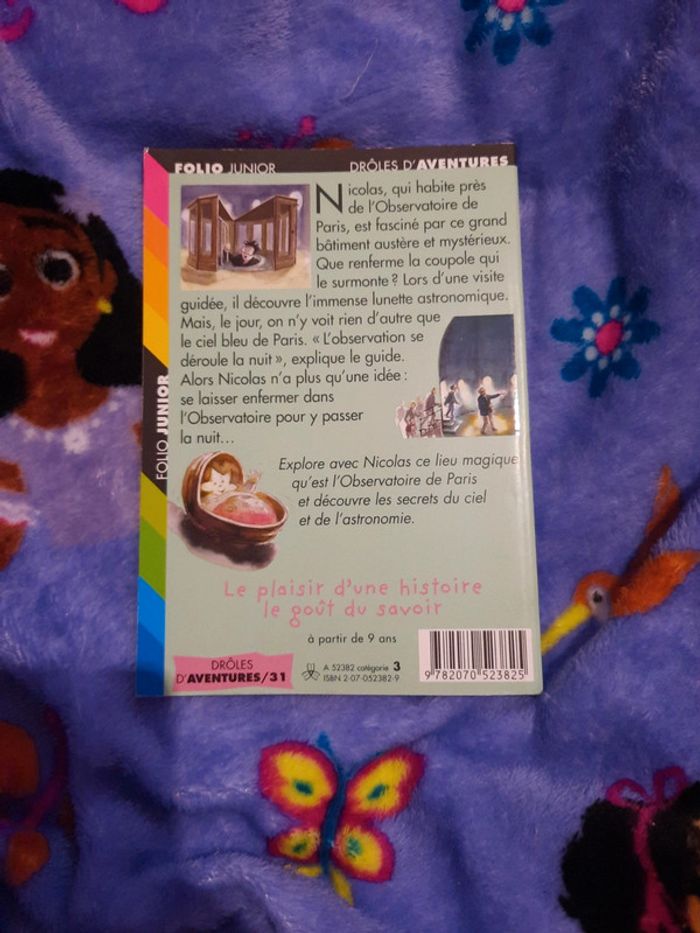 FOLIO JUNIOR
DRÔLES D'AVENTURES
Nicolas, qui habite près
de l'Observatoire de
Paris, est fasciné par ce grand
bâtiment austère et mystérieux.
Que renferme la coupole qui
le surmonte ? Lors d'une visite
guidée, il découvre l'immense lunette astronomique.
Mais, le jour, on n'y voit rien d'autre que
le ciel bleu de Paris. « L'observation se
déroule la nuit », explique le guide.
Alors Nicolas n'a plus qu'une idée :
se laisser enfermer dans
l'Observatoire pour y passer
la nuit...
FOLIO JUNIOR
Explore avec Nicolas ce lieu magique
qu'est l'Observatoire de Paris
et découvre les secrets du ciel
et de l'astronomie.
Le plaisir d'une histoire
le goût du savoir
à partir de 9 ans
DRÔLES
D'AVENTURES/31
A 52382 catégorie 3
ISBN 2-07-052382-9
9 782070 523825